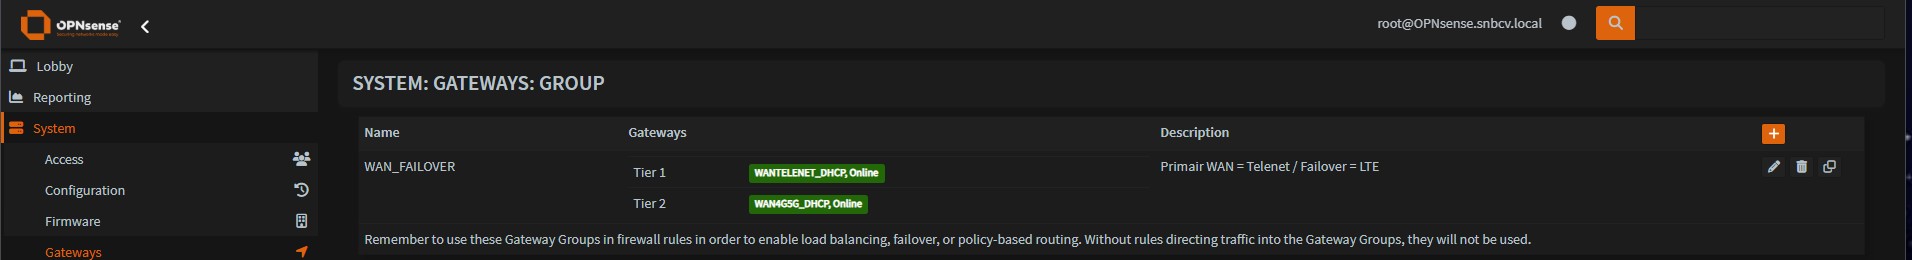 OPNsense
root@OPNsense.snbcv.local
Lobby
Reporting
System
Access
Configuration
Firmware
Gateways
SYSTEM: GATEWAYS: GROUP
Name Gateways Description
WAN_FAILOVER Tier 1 WANTELENET_DHCP, Online Primair WAN = Telenet / Failover = LTE
Tier 2 WAN4G5G_DHCP, Online
Remember to use these Gateway Groups in firewall rules in order to enable load balancing, failover, or policy-based routing. Without rules directing traffic into the Gateway Groups, they will not be used.